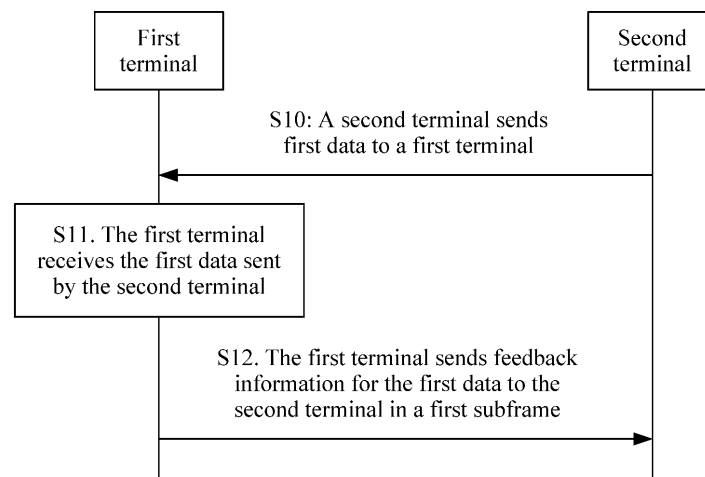 First
terminal
Second
terminal
S10: A second terminal sends
first data to a first terminal
S11. The first terminal
receives the first data sent
by the second terminal
S12. The first terminal sends feedback
information for the first data to the
second terminal in a first subframe